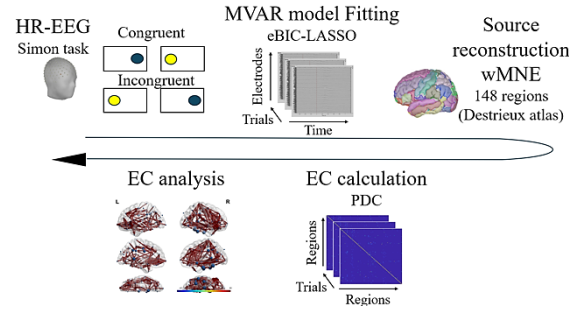 HR-EEG
Simon task
Congruent
Incongruent
MVAR model Fitting
eBIC-LASSO
Electrodes
Trials
Time
Source
reconstruction
wMNE
148 regions
(Destrieux atlas)
EC analysis
L
R
EC calculation
PDC
Regions
Trials
Regions